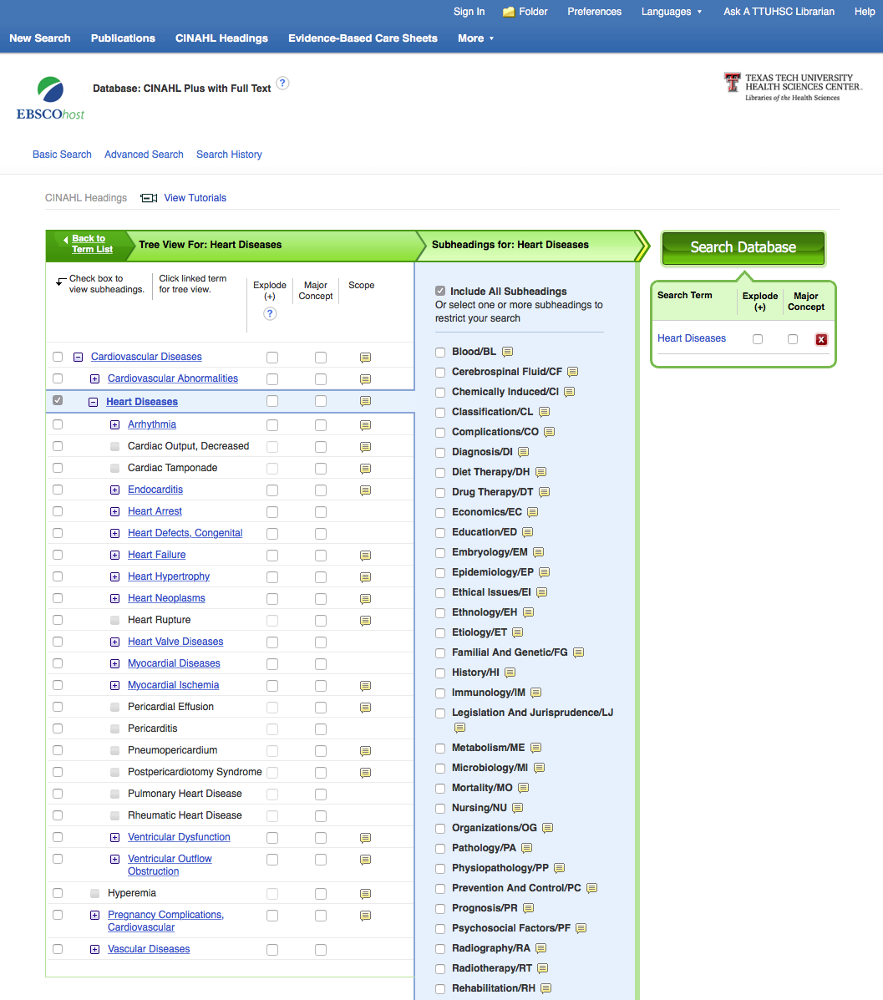 Sign In Folder Preferences Languages Ask A TTUHSC Librarian Help
New Search Publications CINAHL Headings Evidence-Based Care Sheets More
Database: CINAHL Plus with Full Text ?
EBSCOhost
TEXAS TECH UNIVERSITY
HEALTH SCIENCES CENTER
Libraries of the Health Sciences
Basic Search Advanced Search Search History
CINAHL Headings View Tutorials
Back to
Term List
Tree View For: Heart Diseases
Check box to
view subheadings.
Click linked term
for tree view.
Explode
(+)
?
Major
Concept
Scope
Cardiovascular Diseases
Cardiovascular Abnormalities
Heart Diseases
Arrhythmia
Cardiac Output, Decreased
Cardiac Tamponade
Endocarditis
Heart Arrest
Heart Defects, Congenital
Heart Failure
Heart Hypertrophy
Heart Neoplasms
Heart Rupture
Heart Valve Diseases
Myocardial Diseases
Myocardial Ischemia
Pericardial Effusion
Pericarditis
Pneumopericardium
Postpericardiotomy Syndrome
Pulmonary Heart Disease
Rheumatic Heart Disease
Ventricular Dysfunction
Ventricular Outflow
Obstruction
Hyperemia
Pregnancy Complications,
Cardiovascular
Vascular Diseases
Subheadings for: Heart Diseases
Include All Subheadings
Or select one or more subheadings to
restrict your search
Blood/BL
Cerebrospinal Fluid/CF
Chemically Induced/CI
Classification/CL
Complications/CO
Diagnosis/DI
Diet Therapy/DH
Drug Therapy/DT
Economics/EC
Education/ED
Embryology/EM
Epidemiology/EP
Ethical Issues/EI
Ethnology/EH
Etiology/ET
Familial And Genetic/FG
History/HI
Immunology/IM
Legislation And Jurisprudence/LJ
Metabolism/ME
Microbiology/MI
Mortality/MO
Nursing/NU
Organizations/OG
Pathology/PA
Physiopathology/PP
Prevention And Control/PC
Prognosis/PR
Psychosocial Factors/PF
Radiography/RA
Radiotherapy/RT
Rehabilitation/RH
Search Database
Search Term
Explode
(+)
Major
Concept
Heart Diseases